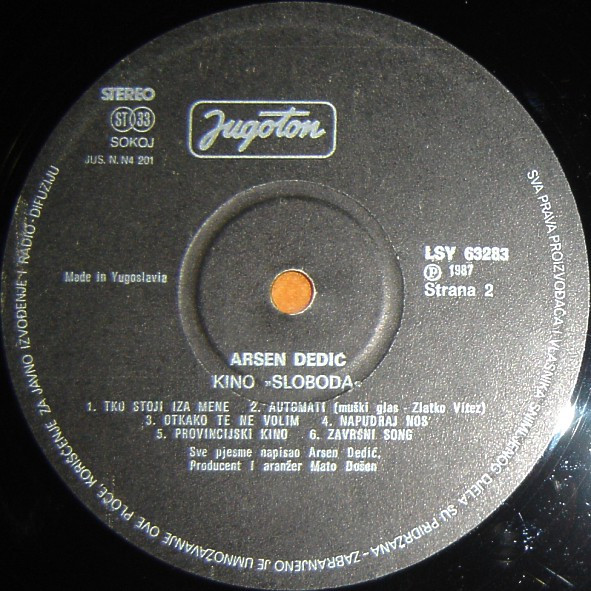 STEREO
ST 33
SOKOJ
JUS. N. N4 201
Jugoton
Made in Yugoslavia
LSY 63283
Ⓟ 1987
Strana 2
ARSEN DEDIĆ
KINO »SLOBODA«
1. TKO STOJI IZA MENE 2. AUTOMATI (muški glas - Zlatko Vitez)
3. OTKAKO TE NE VOLIM 4. NAPUDRAJ NOS
5. PROVINCIJSKI KINO 6. ZAVRŠNI SONG
Sve pjesme napisao Arsen Dedić,
Producent i aranžer Mato Došen
SVA PRAVA PROIZVOĐAČA I VLASNIKA SNIMLJENOG DJELA SU PRIDRŽANA - ZABRANJENO JE UMNOŽAVANJE OVE PLOČE, KORIŠĆENJE ZA JAVNO IZVOĐENJE I RADIO-DIFUZIJU